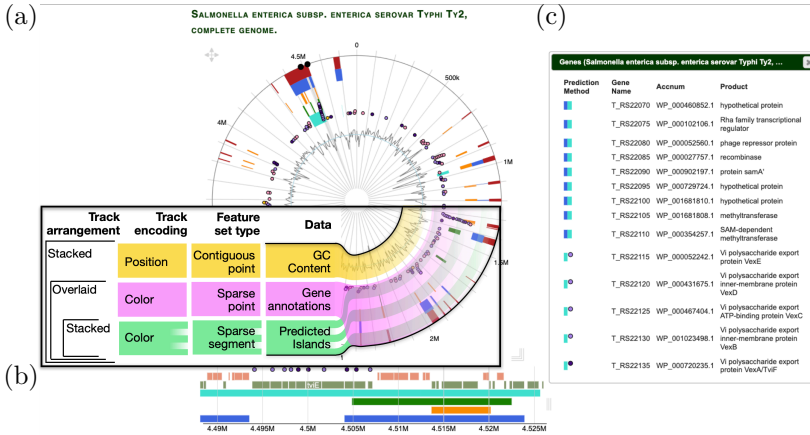 (a)
SALMONELLA ENTERICA SUBSP. ENTERICA SEROVAR TYPHI TY2,
COMPLETE GENOME.
0
4.5M
500k
4M
1M
1.5M
2M
Track arrangement
Track encoding
Feature set type
Data
Stacked
Position
Contiguous point
GC Content
Overlaid
Color
Sparse point
Gene annotations
Stacked
Color
Sparse segment
Predicted Islands
(b)
tviE
4.49M
4.495M
4.5M
4.505M
4.51M
4.515M
4.52M
4.525M
(c)
Genes (Salmonella enterica subsp. enterica serovar Typhi Ty2, ...
Prediction Method
Gene Name
Accnum
Product
T_RS22070 WP_000460852.1 hypothetical protein
T_RS22075 WP_000102106.1 Rha family transcriptional
regulator
T_RS22080 WP_000052560.1 phage repressor protein
T_RS22085 WP_000027757.1 recombinase
T_RS22090 WP_000902197.1 protein samA'
T_RS22095 WP_000729724.1 hypothetical protein
T_RS22100 WP_001681810.1 hypothetical protein
T_RS22105 WP_001681808.1 methyltransferase
T_RS22110 WP_000354257.1 SAM-dependent
methyltransferase
T_RS22115 WP_000052242.1 Vi polysaccharide export
protein VexE
T_RS22120 WP_000431675.1 Vi polysaccharide export
inner-membrane protein
VexD
T_RS22125 WP_000467404.1 Vi polysaccharide export
ATP-binding protein VexC
T_RS22130 WP_001023498.1 Vi polysaccharide export
inner-membrane protein
VexB
T_RS22135 WP_000720235.1 Vi polysaccharide export
protein VexA/TviF